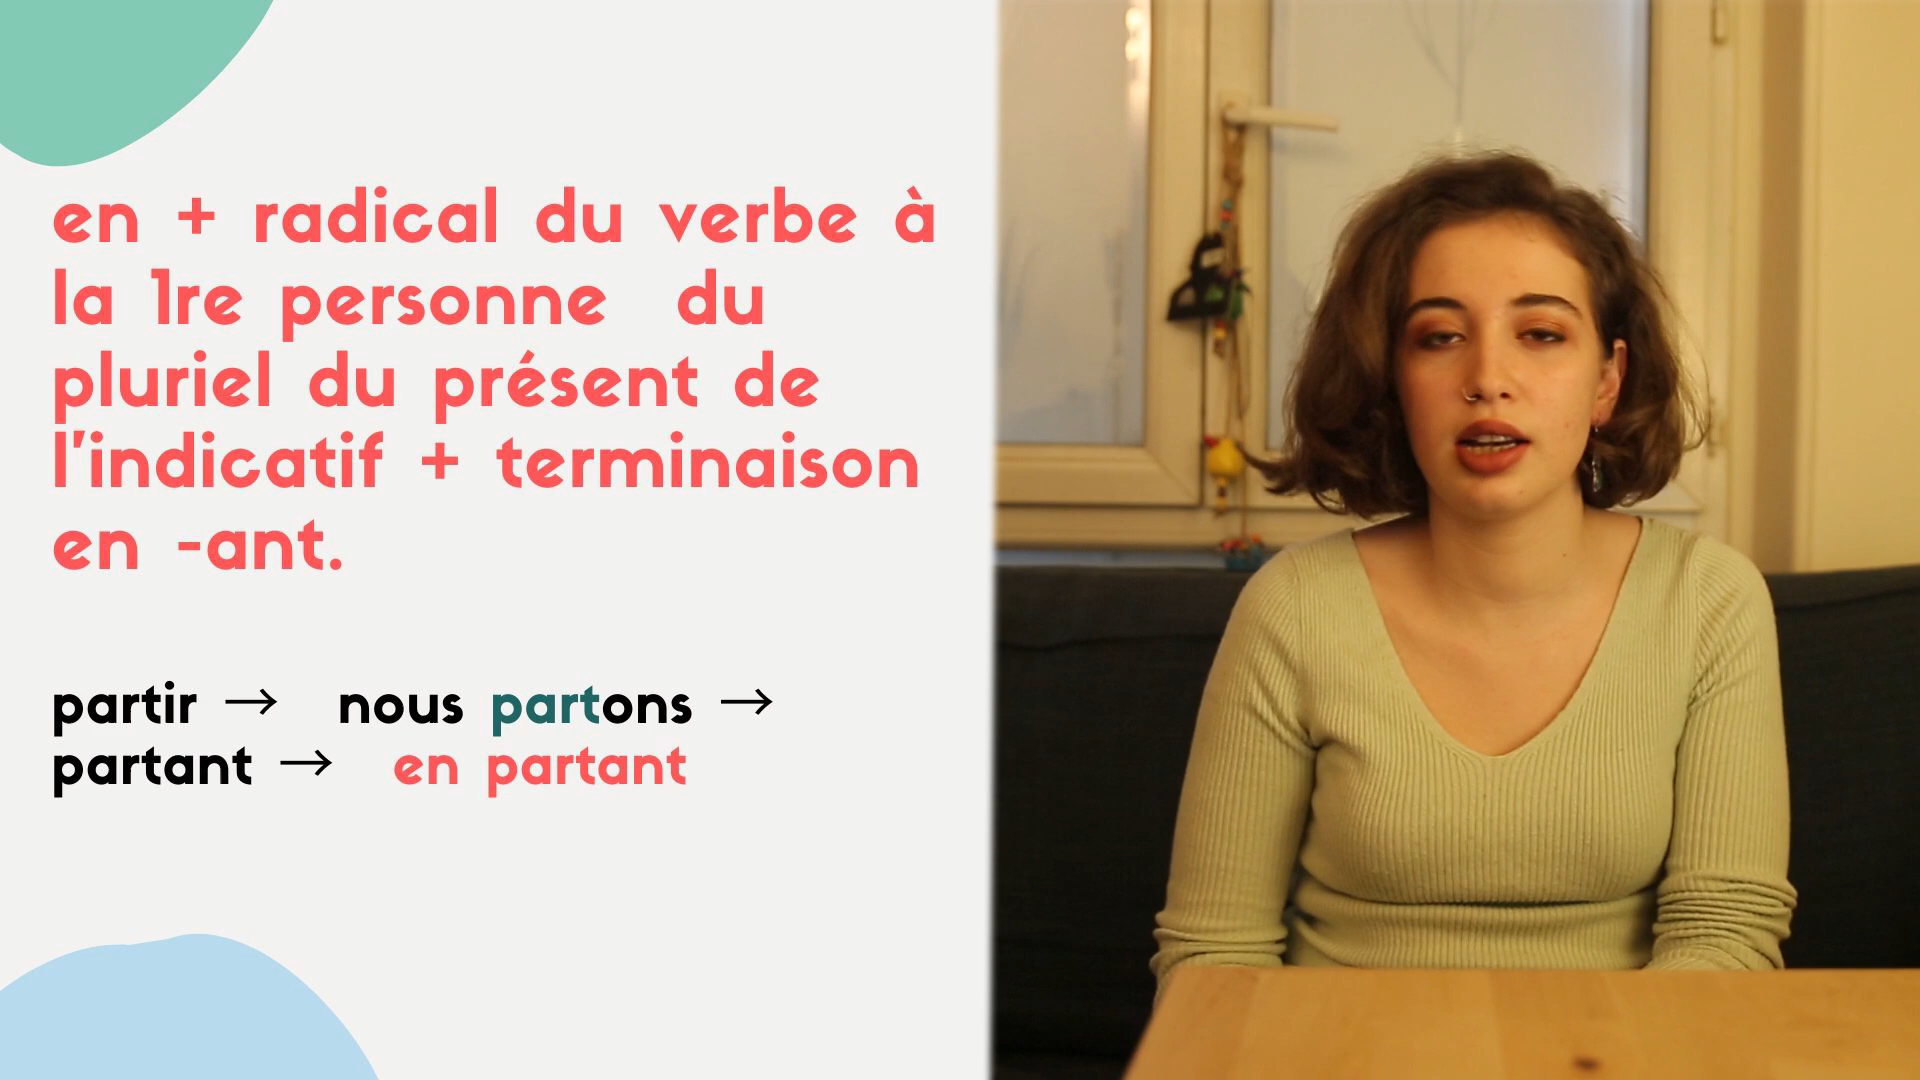 en + radical du verbe à
la 1re personne du
pluriel du présent de
l'indicatif + terminaison
en -ant.
partir → nous partons →
partant → en partant